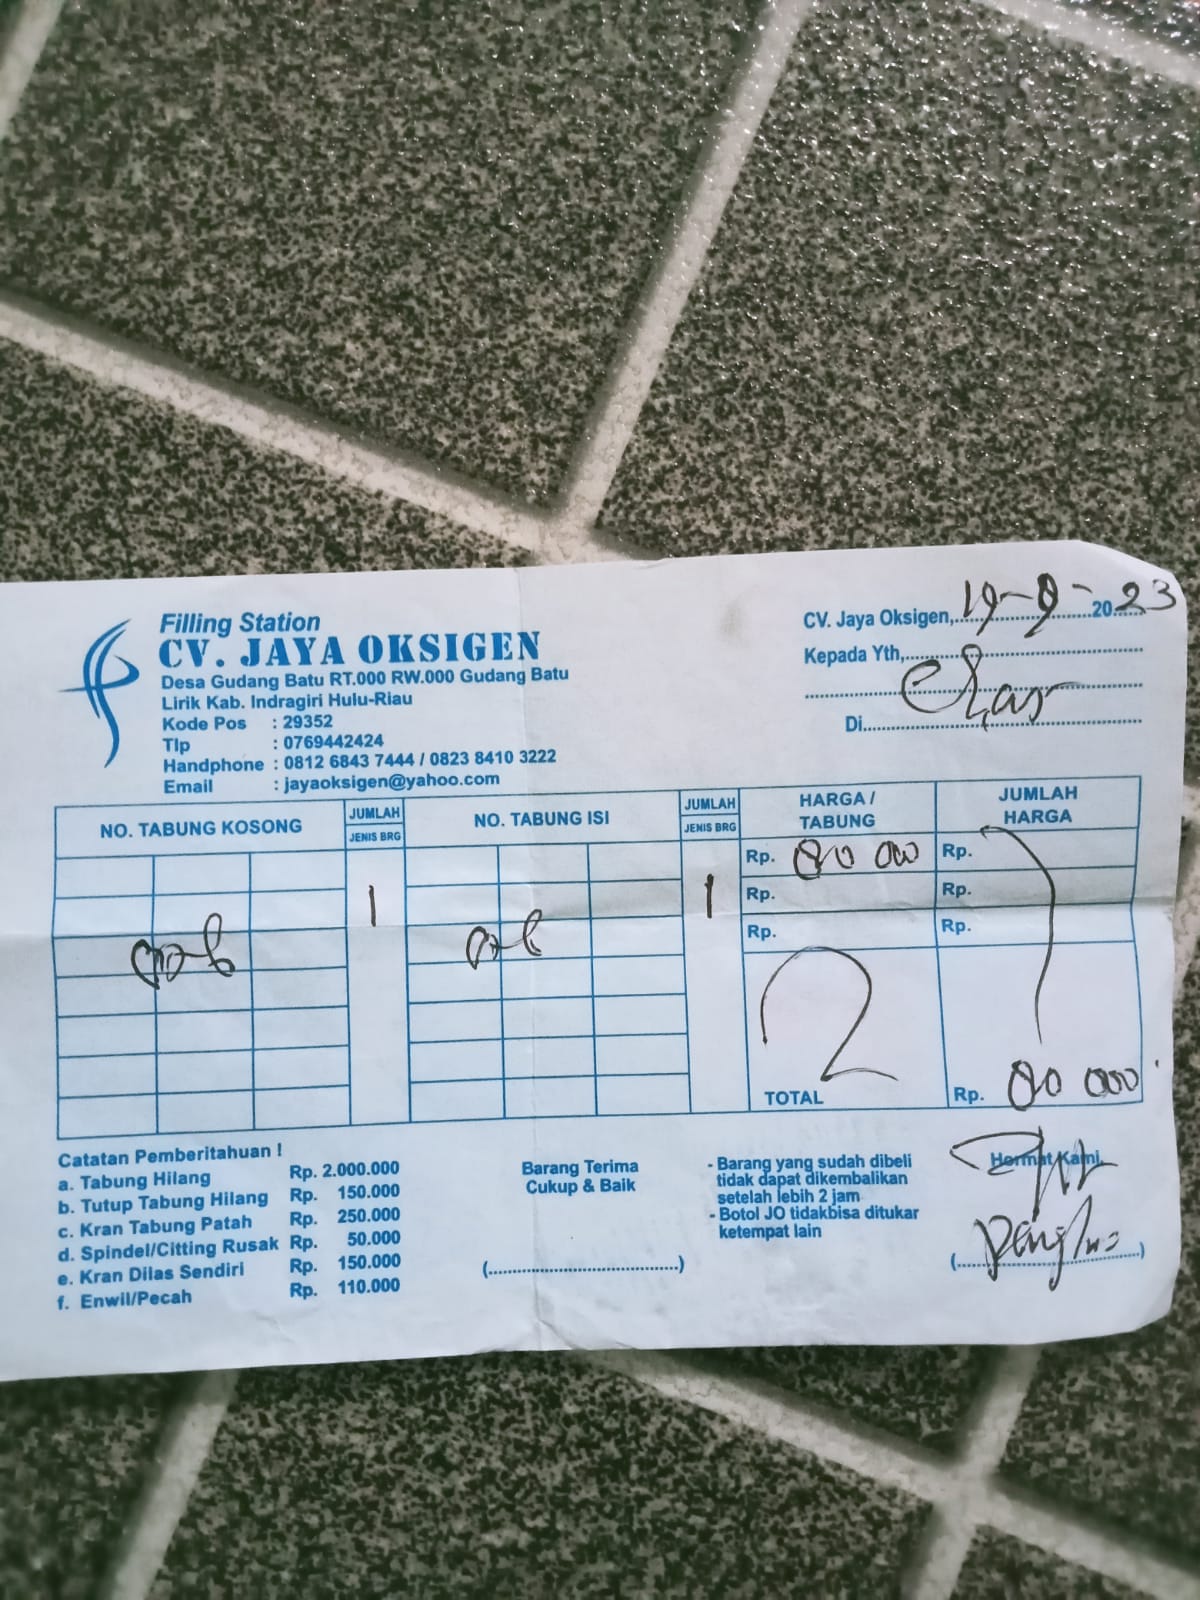 Filling Station
CV. JAYA OKSIGEN
Desa Gudang Batu RT.000 RW.000 Gudang Batu
Lirik Kab. Indragiri Hulu-Riau
Kode Pos : 29352
Tlp : 0769442424
Handphone : 0812 6843 7444 / 0823 8410 3222
Email : jayaoksigen@yahoo.com
CV. Jaya Oksigen, 19-9-2023
Kepada Yth,
Di
NO. TABUNG KOSONG JUMLAH JENIS BRG NO. TABUNG ISI JUMLAH JENIS BRG HARGA / TABUNG JUMLAH HARGA
Rp. 80 000 Rp.
1 1 Rp. Rp.
Rp. Rp.
TOTAL Rp. 80 000
Catatan Pemberitahuan !
a. Tabung Hilang Rp. 2.000.000
b. Tutup Tabung Hilang Rp. 150.000
c. Kran Tabung Patah Rp. 250.000
d. Spindel/Citting Rusak Rp. 50.000
e. Kran Dilas Sendiri Rp. 150.000
f. Enwil/Pecah Rp. 110.000
Barang Terima
Cukup & Baik
(....................................)
- Barang yang sudah dibeli
tidak dapat dikembalikan
setelah lebih 2 jam
- Botol JO tidakbisa ditukar
ketempat lain
Hormat Kami,